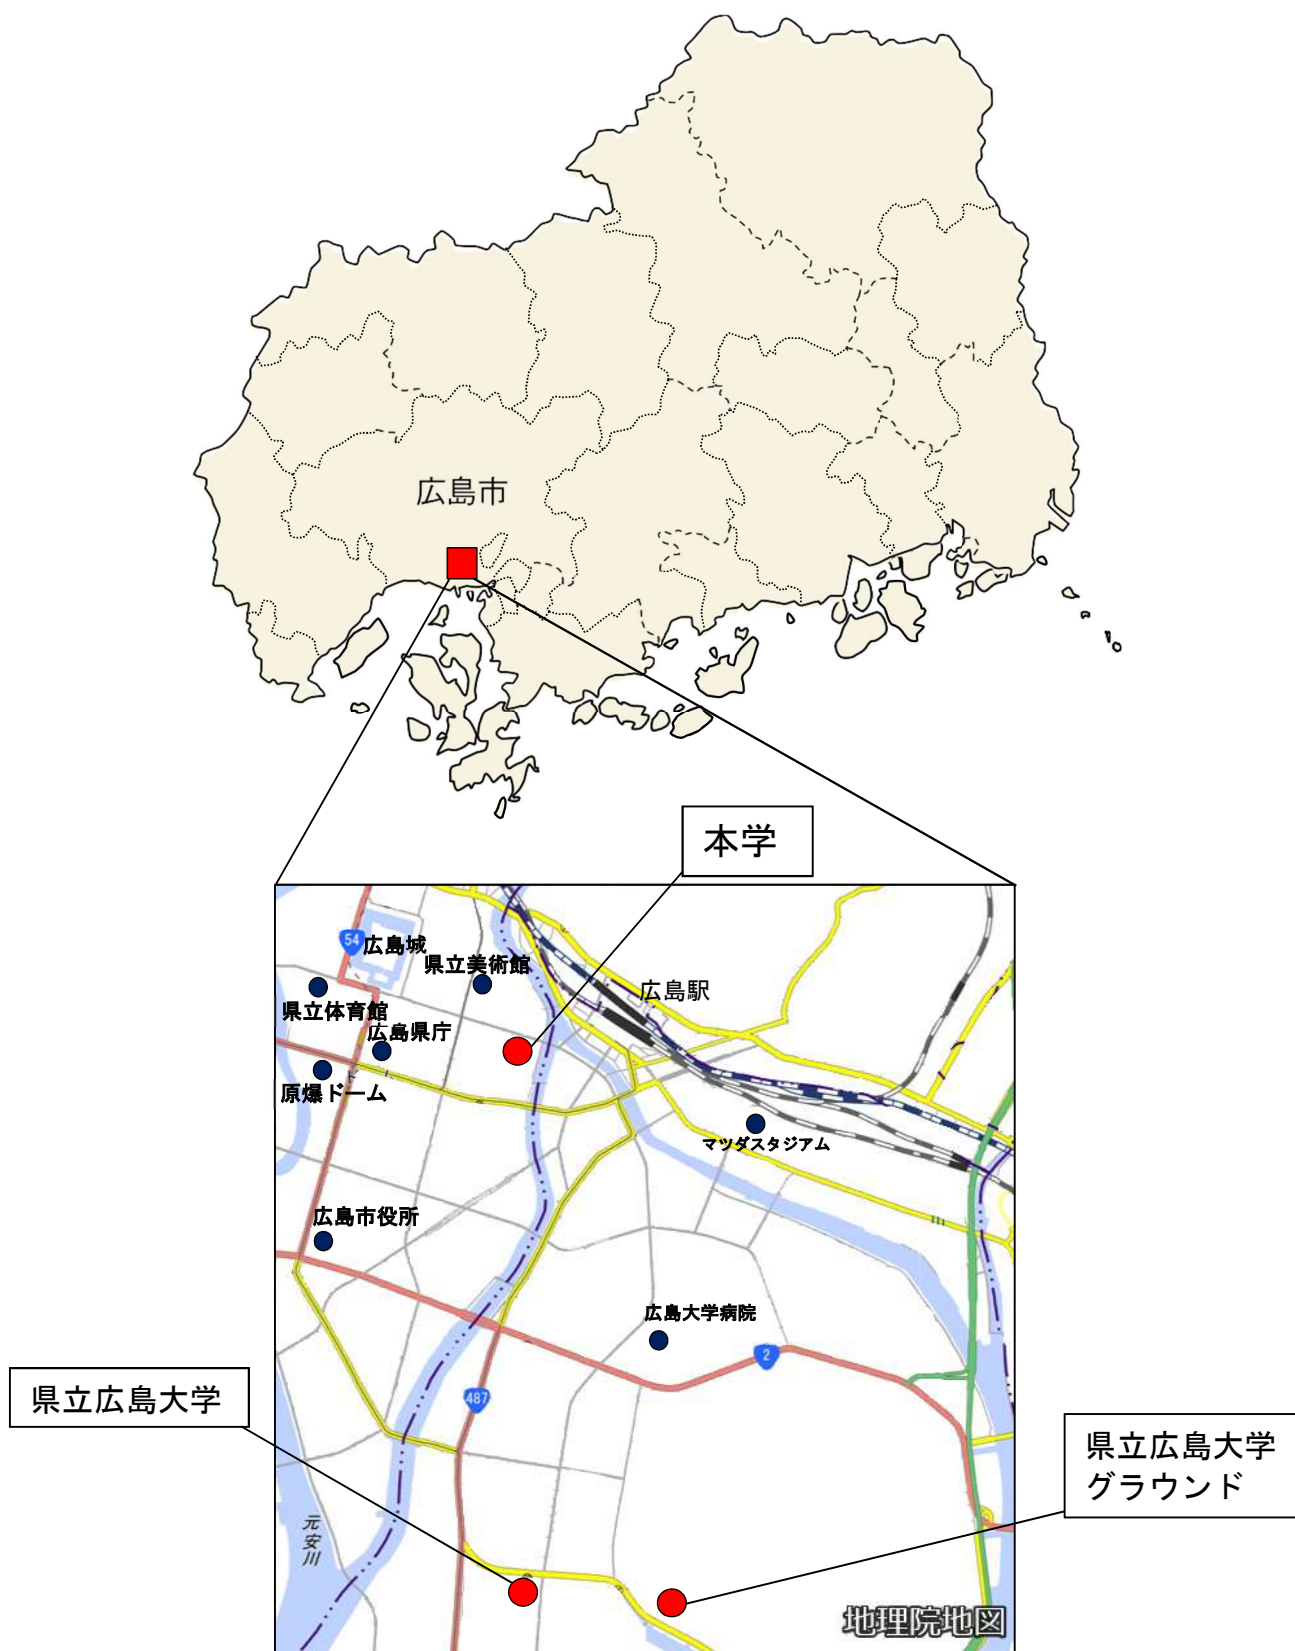 広島市
本学
54
広島城
県立美術館
広島駅
県立体育館
広島県庁
原爆ドーム
マツダスタジアム
広島市役所
広島大学病院
2
487
県立広島大学
県立広島大学
グラウンド
元安川
地理院地図